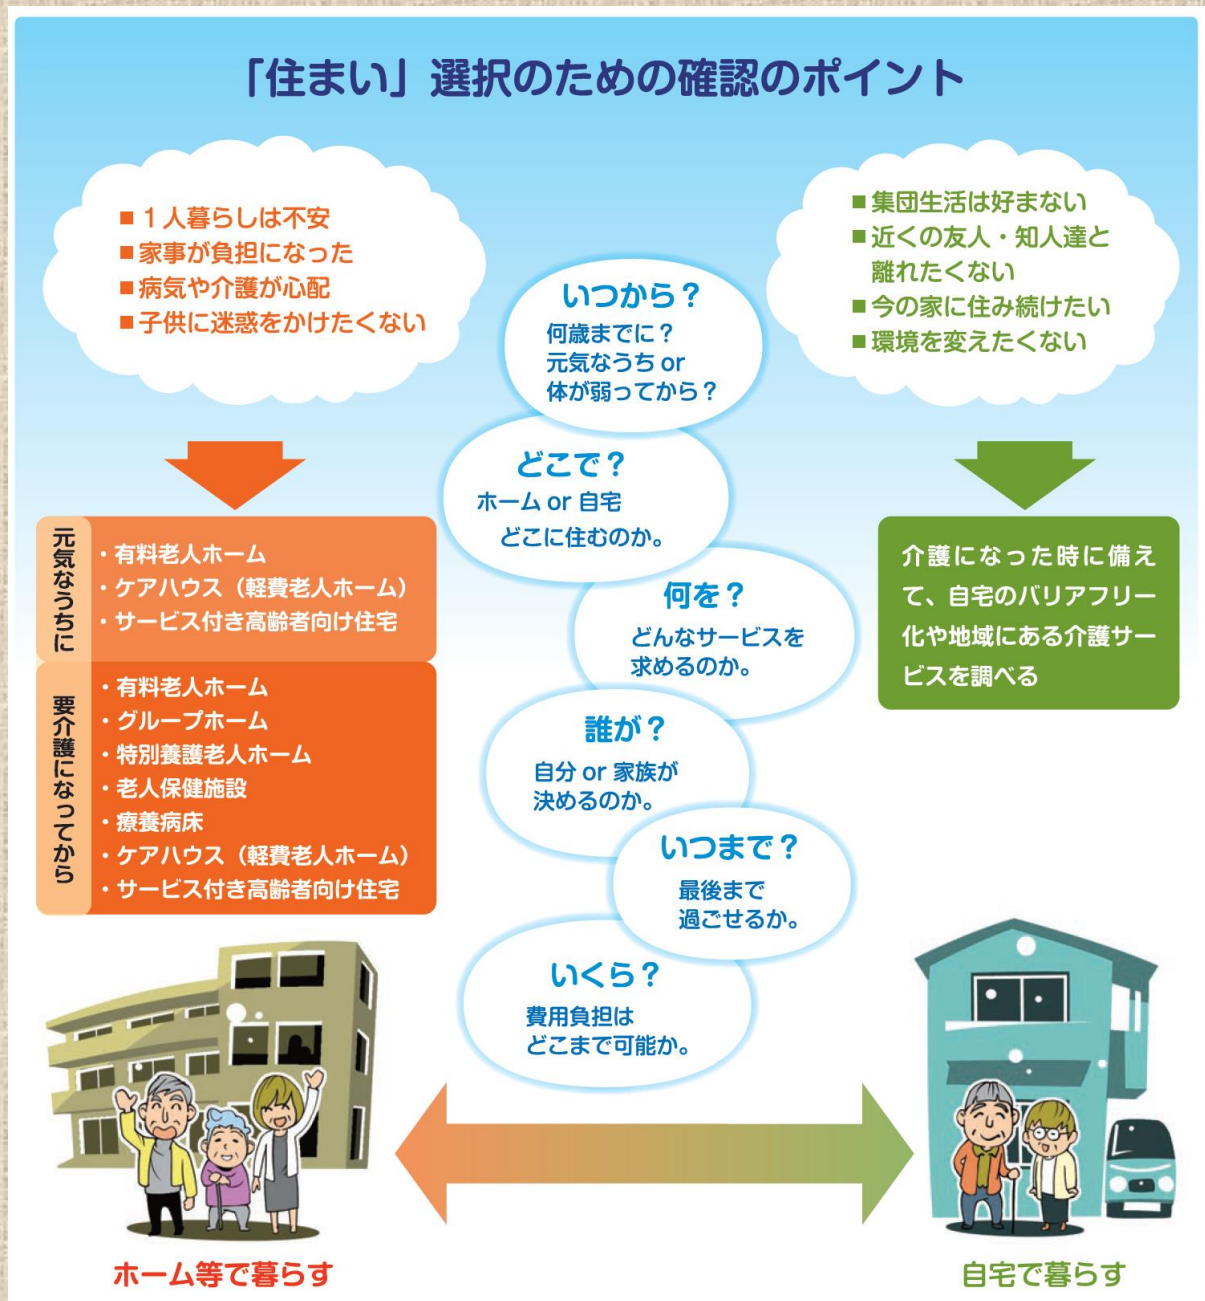 「住まい」選択のための確認のポイント
■１人暮らしは不安
■家事が負担になった
■病気や介護が心配
■子供に迷惑をかけたくない
元気なうちに
・有料老人ホーム
・ケアハウス（軽費老人ホーム）
・サービス付き高齢者向け住宅
要介護になってから
・有料老人ホーム
・グループホーム
・特別養護老人ホーム
・老人保健施設
・療養病床
・ケアハウス（軽費老人ホーム）
・サービス付き高齢者向け住宅
いつから？
何歳までに？
元気なうち or
体が弱ってから？
どこで？
ホーム or 自宅
どこに住むのか。
何を？
どんなサービスを
求めるのか。
誰が？
自分 or 家族が
決めるのか。
いつまで？
最後まで
過ごせるか。
いくら？
費用負担は
どこまで可能か。
■集団生活は好まない
■近くの友人・知人達と
離れたくない
■今の家に住み続けたい
■環境を変えたくない
介護になった時に備え
て、自宅のバリアフリー
化や地域にある介護サー
ビスを調べる
ホーム等で暮らす
自宅で暮らす